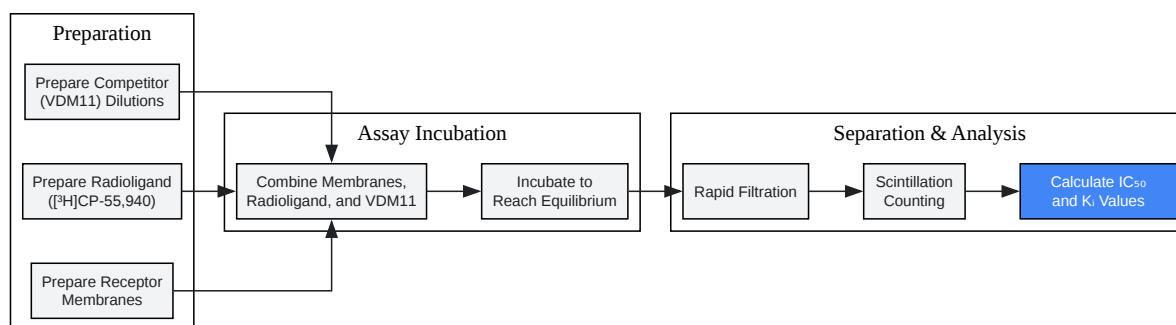 Preparation
Prepare Competitor
(VDM11) Dilutions
Prepare Radioligand
([³H]CP-55,940)
Prepare Receptor
Membranes
Assay Incubation
Combine Membranes,
Radioligand, and VDM11
Incubate to
Reach Equilibrium
Separation & Analysis
Rapid Filtration
Scintillation
Counting
Calculate IC₅₀
and Kᵢ Values